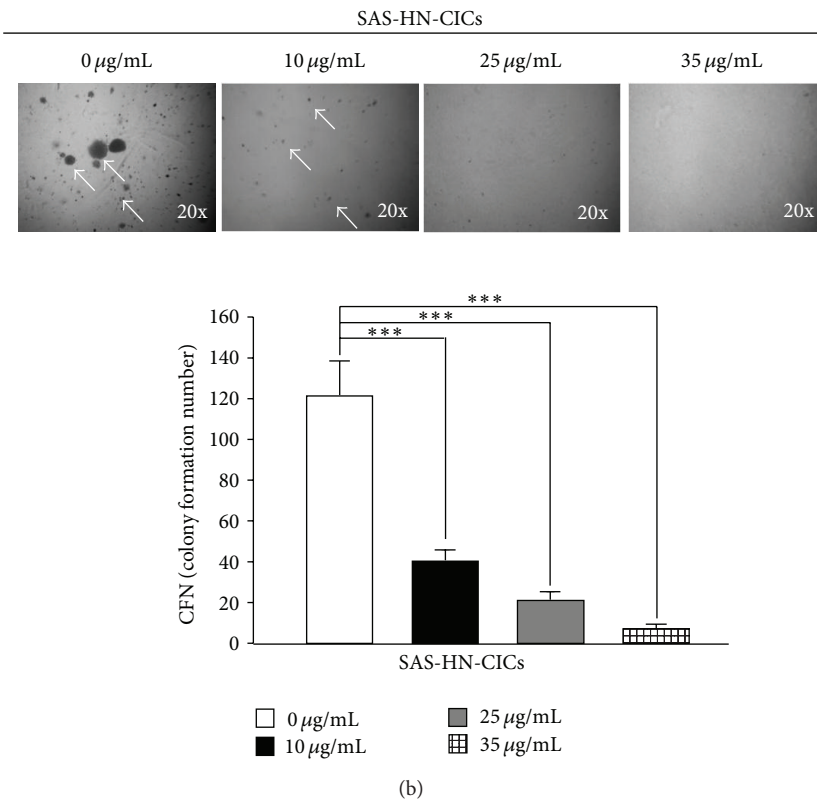 SAS-HN-CICs
0 μg/mL 10 μg/mL 25 μg/mL 35 μg/mL
20x 20x 20x 20x
CFN (colony formation number)
160
140
120
100
80
60
40
20
0
***
***
***
SAS-HN-CICs
0 μg/mL 25 μg/mL
10 μg/mL 35 μg/mL
(b)